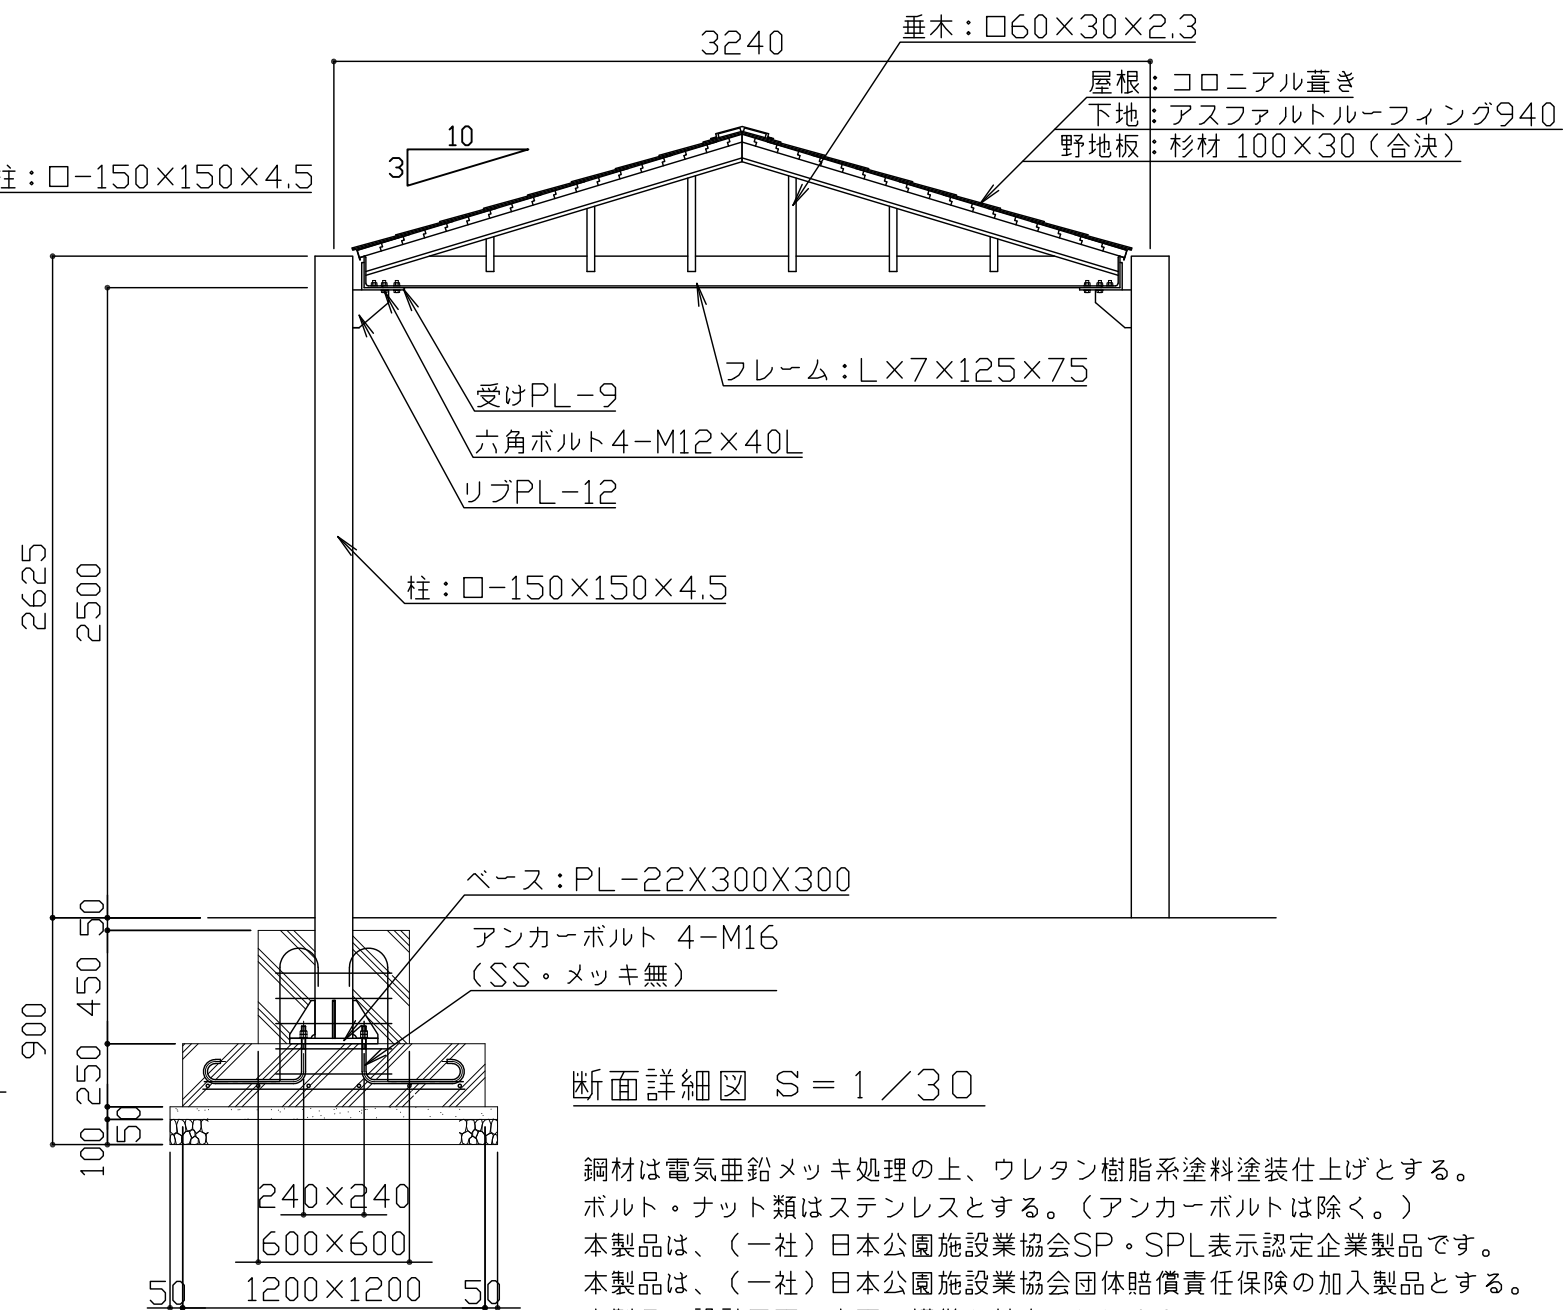 3240
垂木：□60×30×2.3
屋根：コロニアル葺き
下地：アスファルトルーフィング940
野地板：杉材 100×30（合決）
10
3
柱：□-150×150×4.5
フレーム：L×7×125×75
受けPL-9
六角ボルト4-M12×40L
リブPL-12
柱：□-150×150×4.5
2625
2500
ベース：PL-22X300X300
アンカーボルト 4-M16
（SS・メッキ無）
50
450
900
250
50
100
240×240
600×600
1200×1200
50
50
断面詳細図 S＝1／30
鋼材は電気亜鉛メッキ処理の上、ウレタン樹脂系塗料塗装仕上げとする。
ボルト・ナット類はステンレスとする。（アンカーボルトは除く。）
本製品は、（一社）日本公園施設業協会SP・SPL表示認定企業製品です。
本製品は、（一社）日本公園施設業協会団体賠償責任保険の加入製品とする。